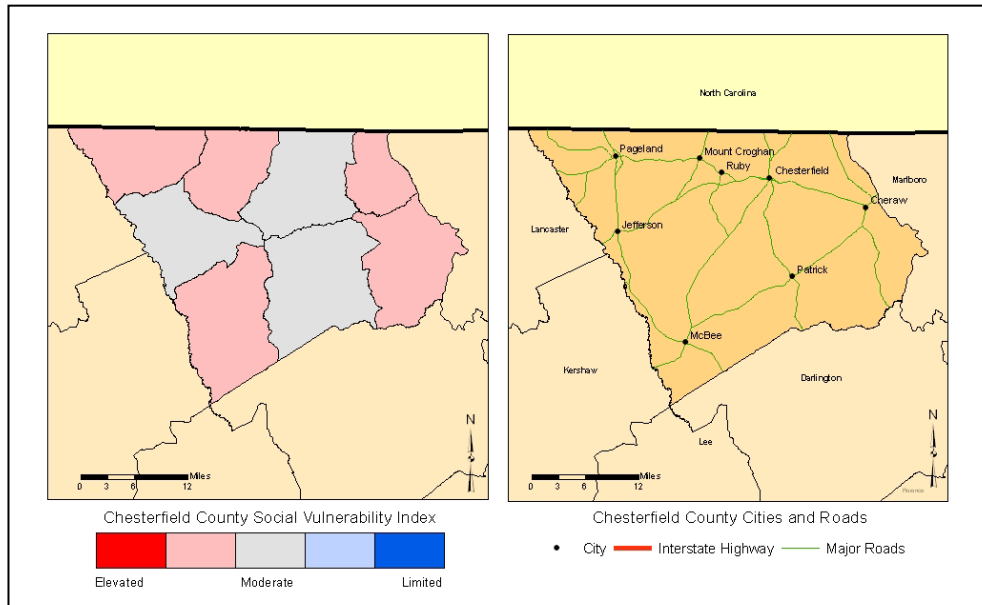 N
Miles
0 3 6 12
Chesterfield County Social Vulnerability Index
Elevated Moderate Limited
North Carolina
Pageland
Mount Croghan
Ruby
Chesterfield
Marlboro
Cheraw
Lancaster
Jefferson
Patrick
McBee
Kershaw
Darlington
Lee
N
Miles
0 3 6 12
Florence
Chesterfield County Cities and Roads
City Interstate Highway Major Roads